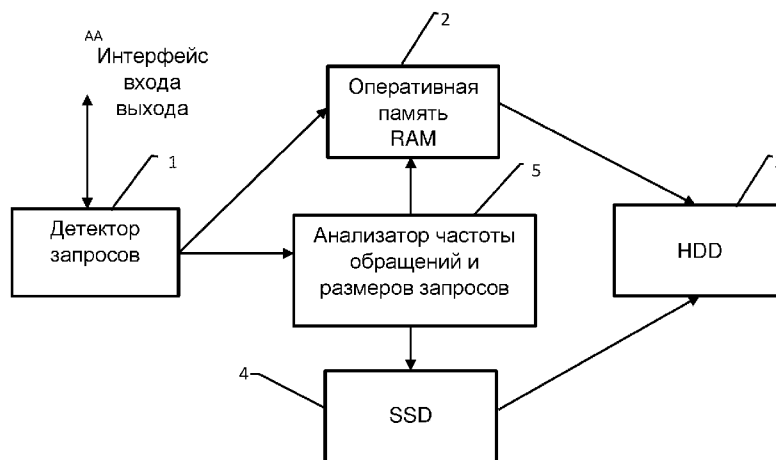 AA
Интерфейс
входа
выхода
2
Оперативная
память
RAM
1
Детектор
запросов
5
Анализатор частоты
обращений и
размеров запросов
HDD
4
SSD